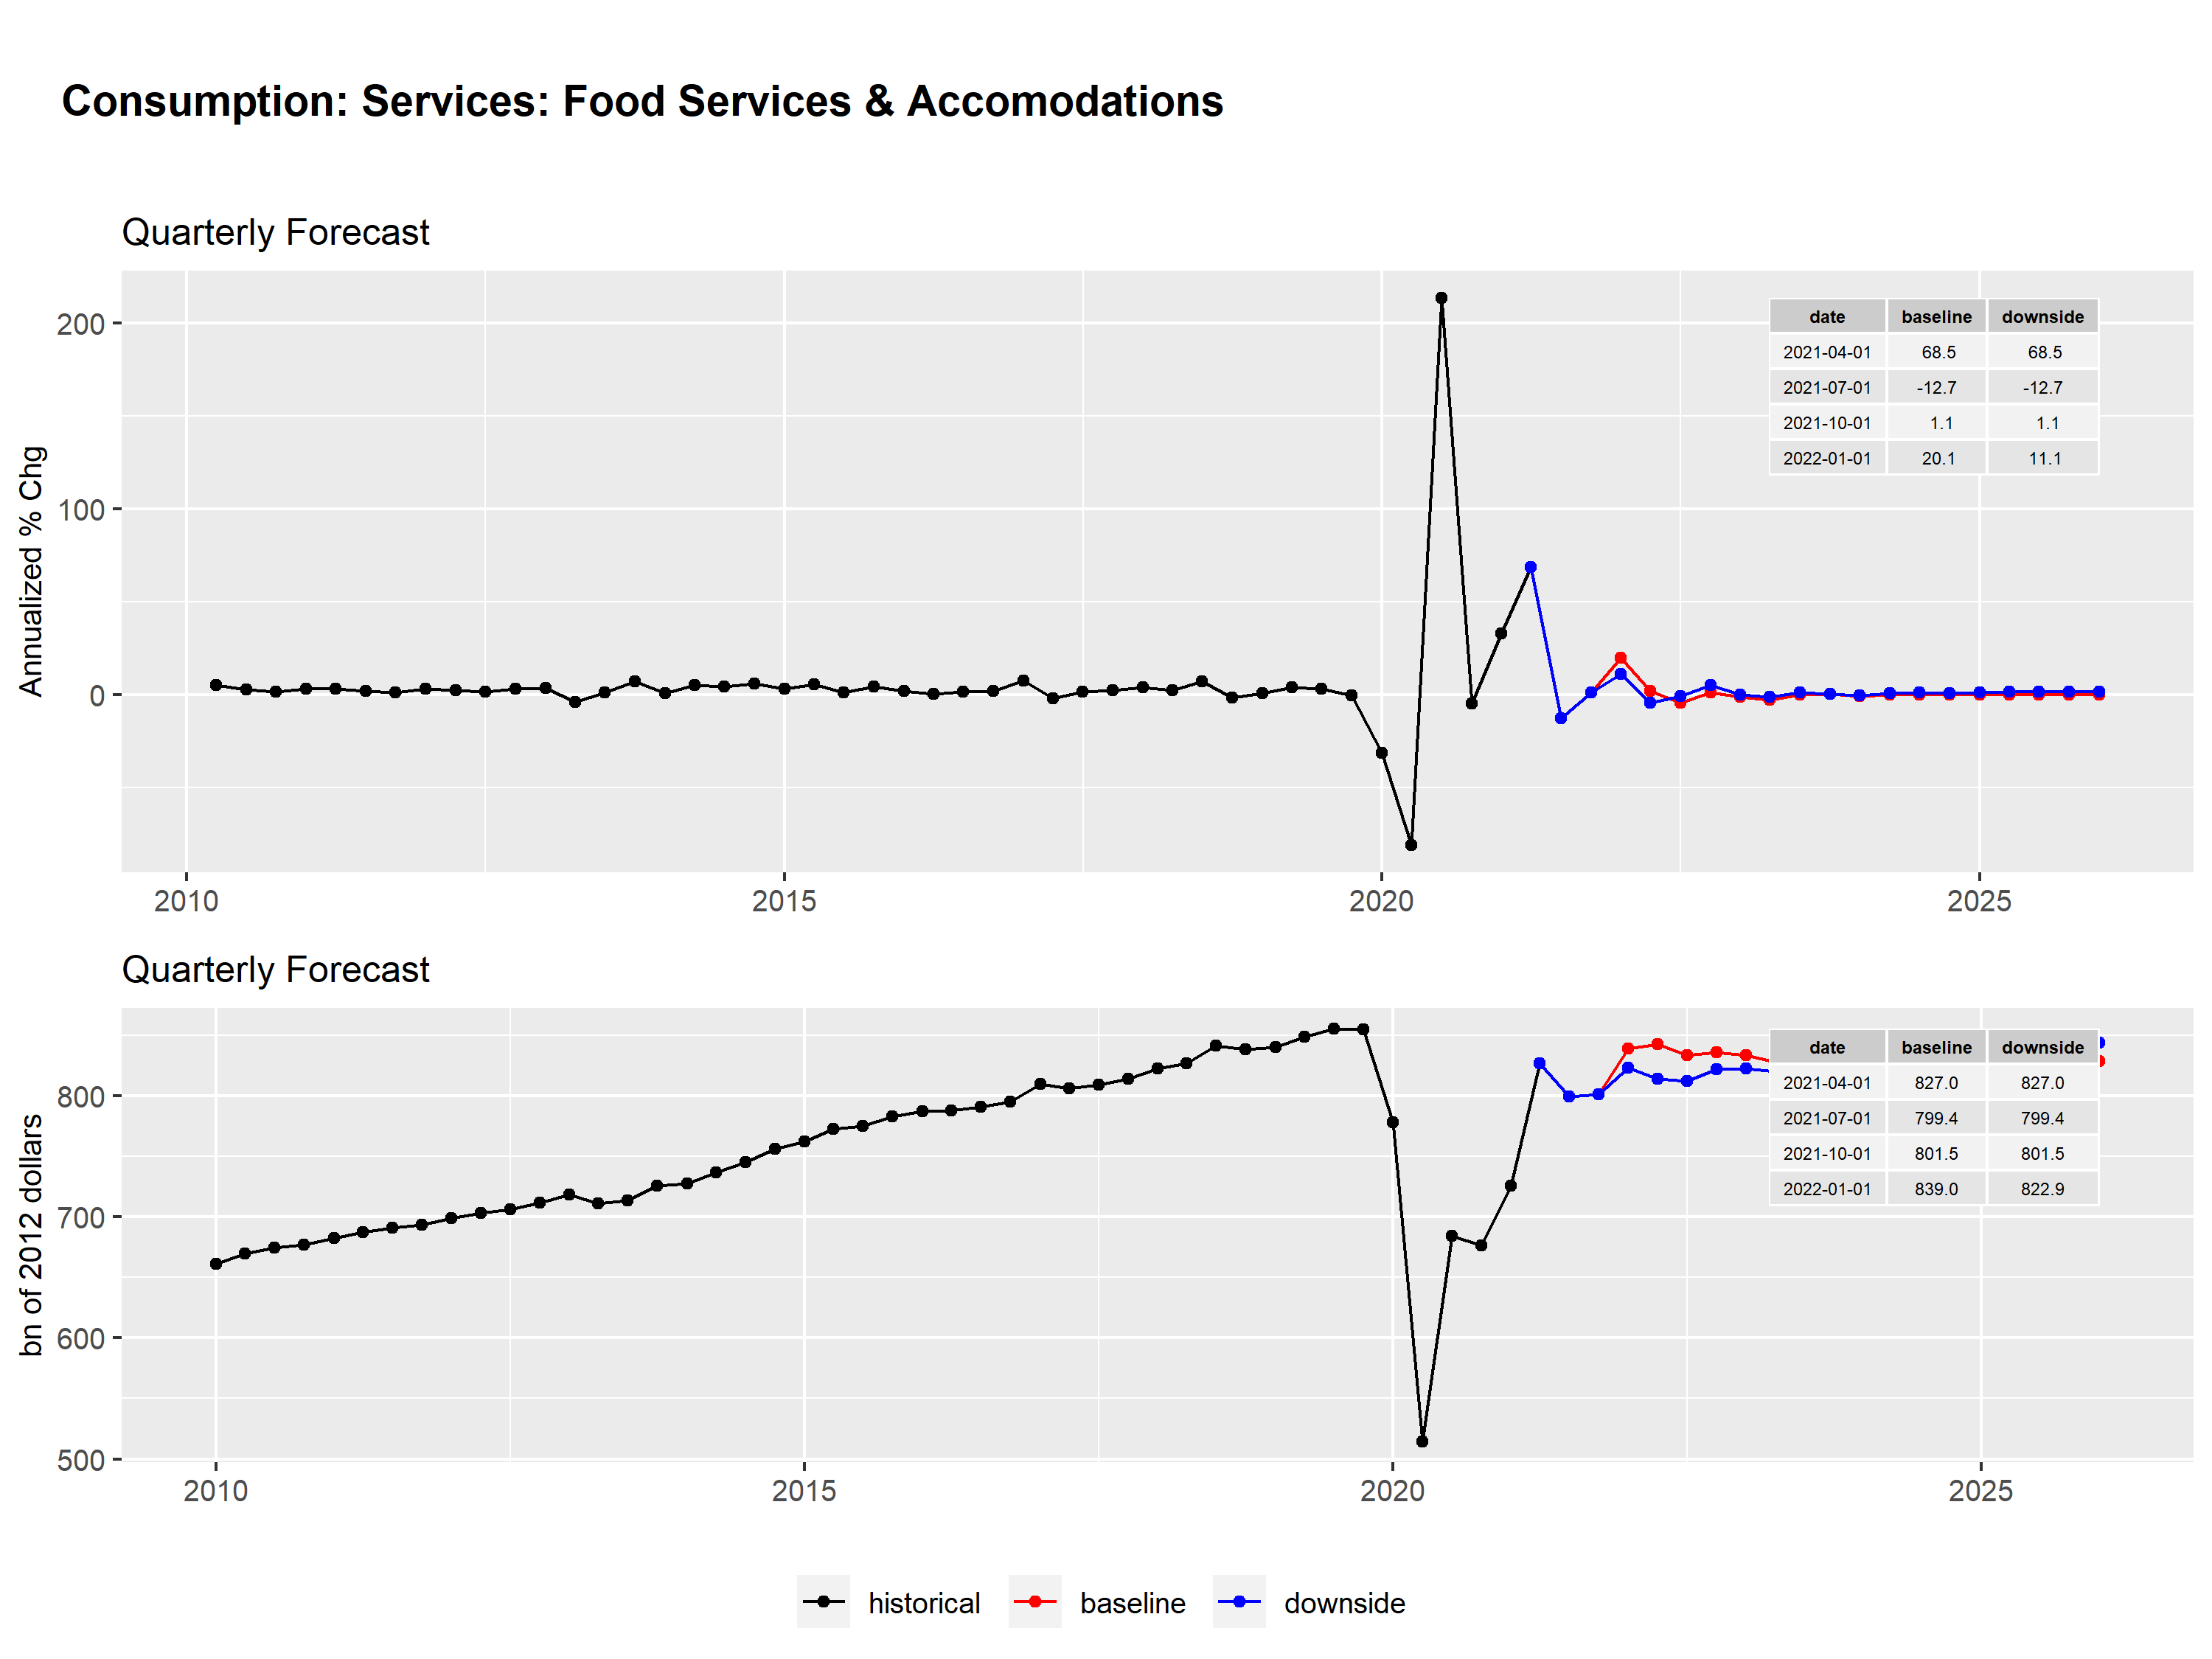 Consumption: Services: Food Services & Accomodations
Quarterly Forecast
Annualized % Chg
200
100
0
date baseline downside
2021-04-01 68.5 68.5
2021-07-01 -12.7 -12.7
2021-10-01 1.1 1.1
2022-01-01 20.1 11.1
2010 2015 2020 2025
Quarterly Forecast
bn of 2012 dollars
800
700
600
500
date baseline downside
2021-04-01 827.0 827.0
2021-07-01 799.4 799.4
2021-10-01 801.5 801.5
2022-01-01 839.0 822.9
2010 2015 2020 2025
historical baseline downside